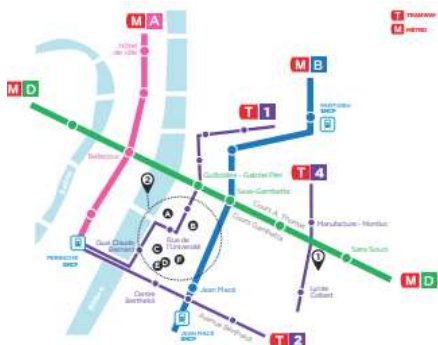 T TRAMWAY
M MÉTRO
M A
Hôtel
de ville
M B
PART-DIEU
SNCF
M D
T 1
Bellecour
Guillotière - Gabriel Péri
T 4
2
Saxe-Gambetta
Cours A. Thomas
Cours Gambetta
A
B
Manufacture - Montluc
Quai Claude
Bernard
Rue de
l'Université
C
E D F
Sans Souci
1
PERRACHE
SNCF
Saône
Rhône
M D
Centre
Berthelot
Jean Macé
Lycée
Colbert
Avenue Berthelot
JEAN MACÉ
SNCF
T 2